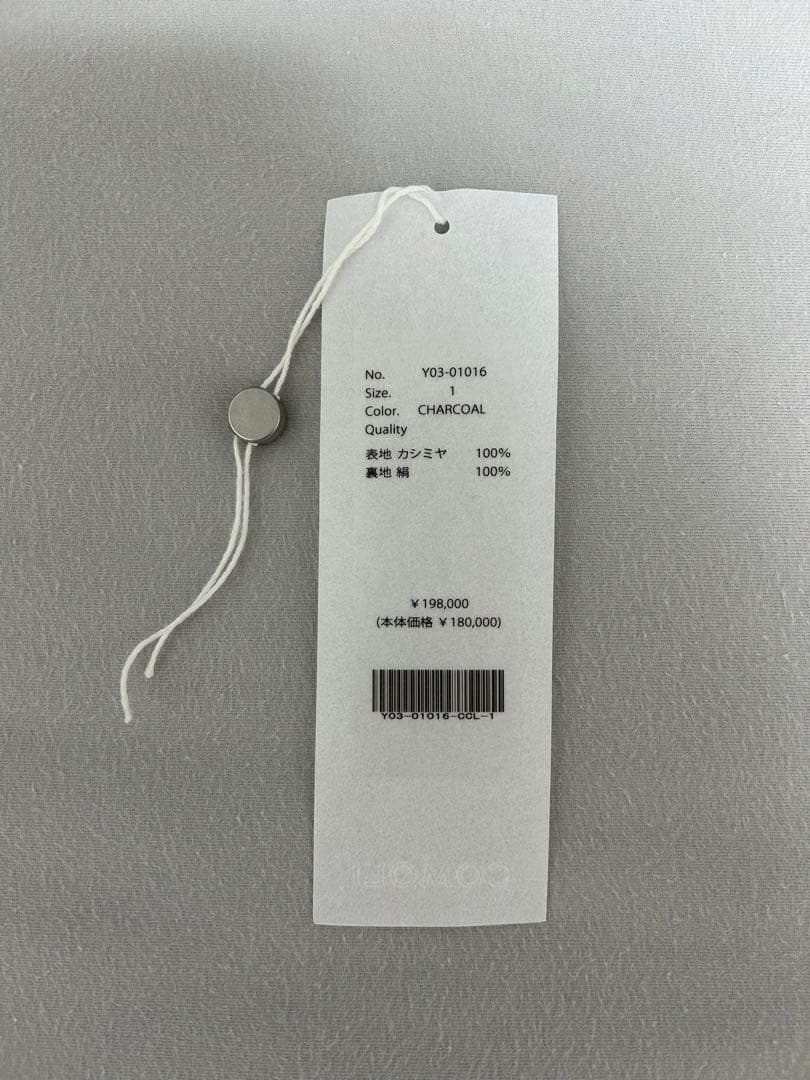 No. Y03-01016
Size. 1
Color. CHARCOAL
Quality
表地 カシミヤ 100%
裏地 絹 100%
¥198,000
(本体価格 ¥180,000)
Y03-01016-CCL-1